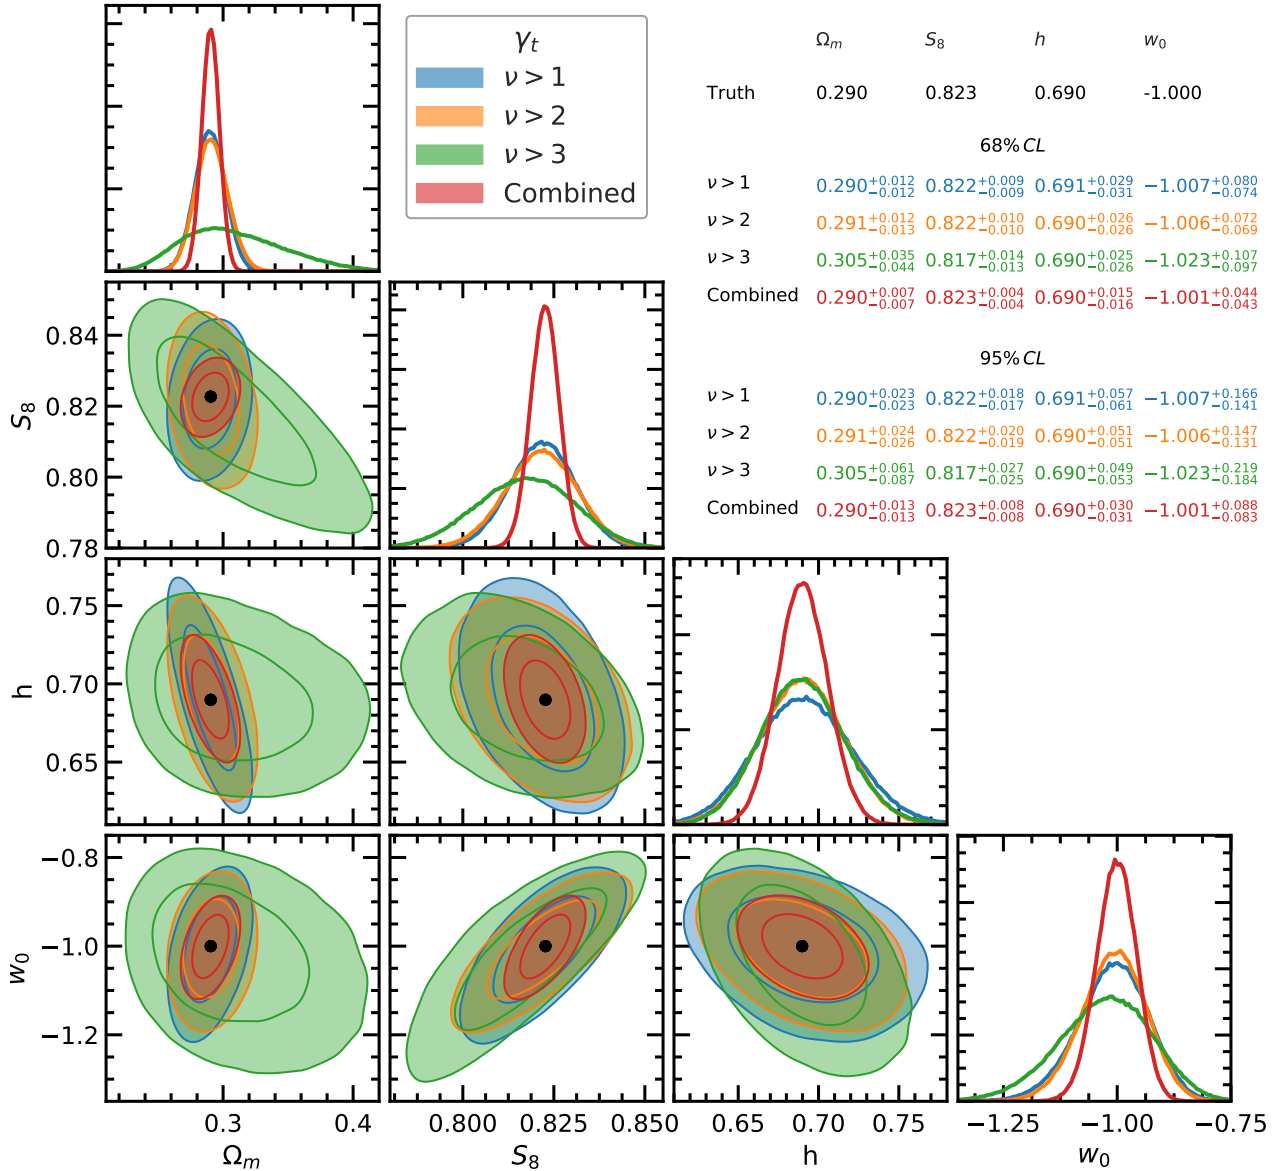 γt
ν > 1
ν > 2
ν > 3
Combined
Ωm S8 h w0
Truth 0.290 0.823 0.690 -1.000
68% CL
ν > 1 0.290+0.012−0.012 0.822+0.009−0.009 0.691+0.029−0.031 −1.007+0.080−0.074
ν > 2 0.291+0.012−0.013 0.822+0.010−0.010 0.690+0.026−0.026 −1.006+0.072−0.069
ν > 3 0.305+0.035−0.044 0.817+0.014−0.013 0.690+0.025−0.026 −1.023+0.107−0.097
Combined 0.290+0.007−0.007 0.823+0.004−0.004 0.690+0.015−0.016 −1.001+0.044−0.043
95% CL
ν > 1 0.290+0.023−0.023 0.822+0.018−0.017 0.691+0.057−0.061 −1.007+0.166−0.141
ν > 2 0.291+0.024−0.026 0.822+0.020−0.019 0.690+0.051−0.051 −1.006+0.147−0.131
ν > 3 0.305+0.061−0.087 0.817+0.027−0.025 0.690+0.049−0.053 −1.023+0.219−0.184
Combined 0.290+0.013−0.013 0.823+0.008−0.008 0.690+0.030−0.031 −1.001+0.088−0.083
S8
0.84
0.82
0.80
0.78
h
0.75
0.70
0.65
w0
−0.8
−1.0
−1.2
0.3 0.4
Ωm
0.800 0.825 0.850
S8
0.65 0.70 0.75
h
−1.25 −1.00 −0.75
w0